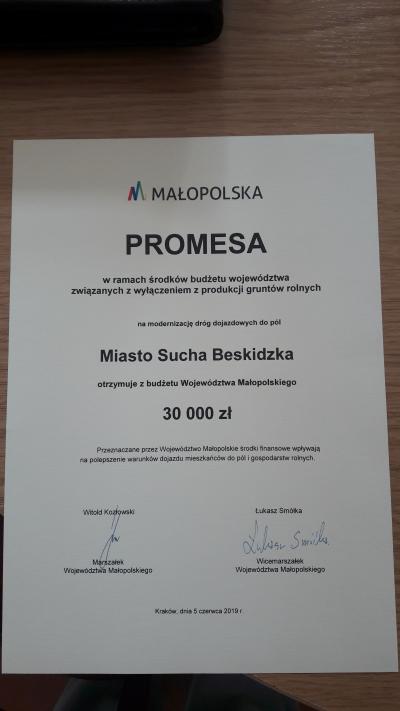 MAŁOPOLSKA
PROMESA
w ramach środków budżetu województwa
związanych z wyłączeniem z produkcji gruntów rolnych
na modernizację dróg dojazdowych do pól
Miasto Sucha Beskidzka
otrzymuje z budżetu Województwa Małopolskiego
30 000 zł
Przeznaczane przez Województwo Małopolskie środki finansowe wpływają
na polepszenie warunków dojazdu mieszkańców do pól i gospodarstw rolnych.
Witold Kozłowski
Łukasz Smółka
Łukasz Smółka
Marszałek
Województwa Małopolskiego
Wicemarszałek
Województwa Małopolskiego
Kraków, dnia 5 czerwca 2019 r.